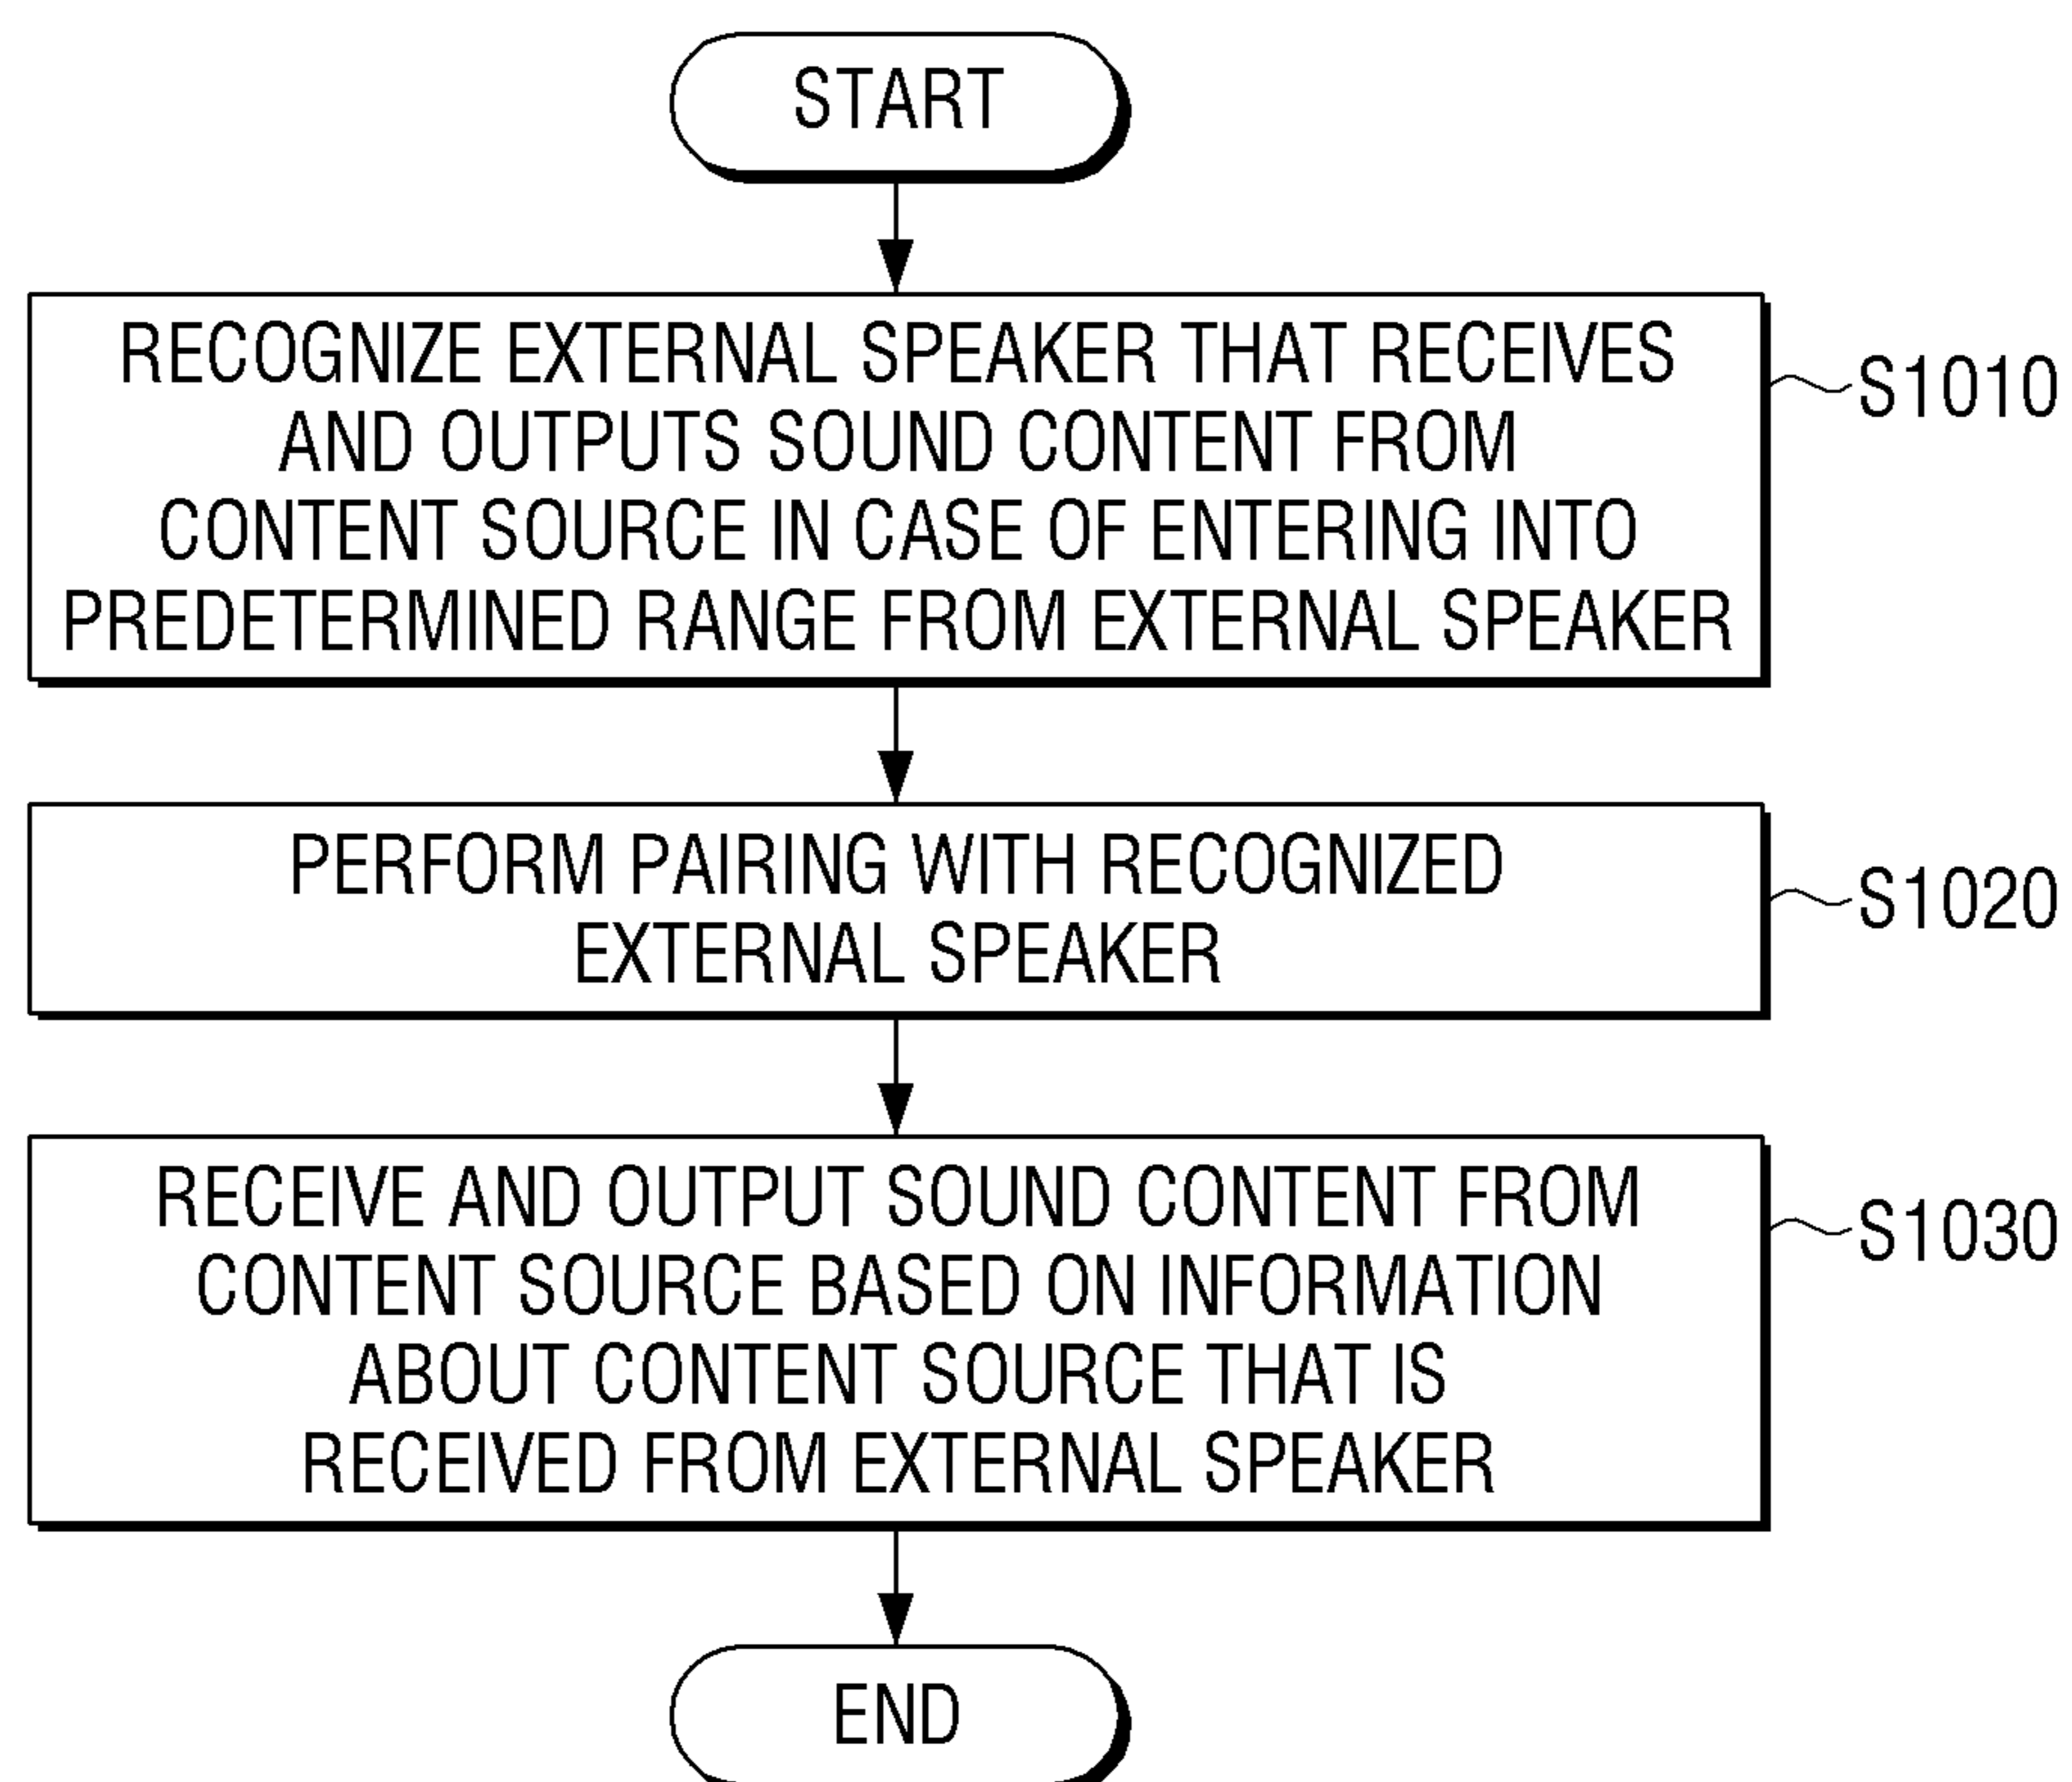 START
RECOGNIZE EXTERNAL SPEAKER THAT RECEIVES
AND OUTPUTS SOUND CONTENT FROM
CONTENT SOURCE IN CASE OF ENTERING INTO
PREDETERMINED RANGE FROM EXTERNAL SPEAKER
S1010
PERFORM PAIRING WITH RECOGNIZED
EXTERNAL SPEAKER
S1020
RECEIVE AND OUTPUT SOUND CONTENT FROM
CONTENT SOURCE BASED ON INFORMATION
ABOUT CONTENT SOURCE THAT IS
RECEIVED FROM EXTERNAL SPEAKER
S1030
END